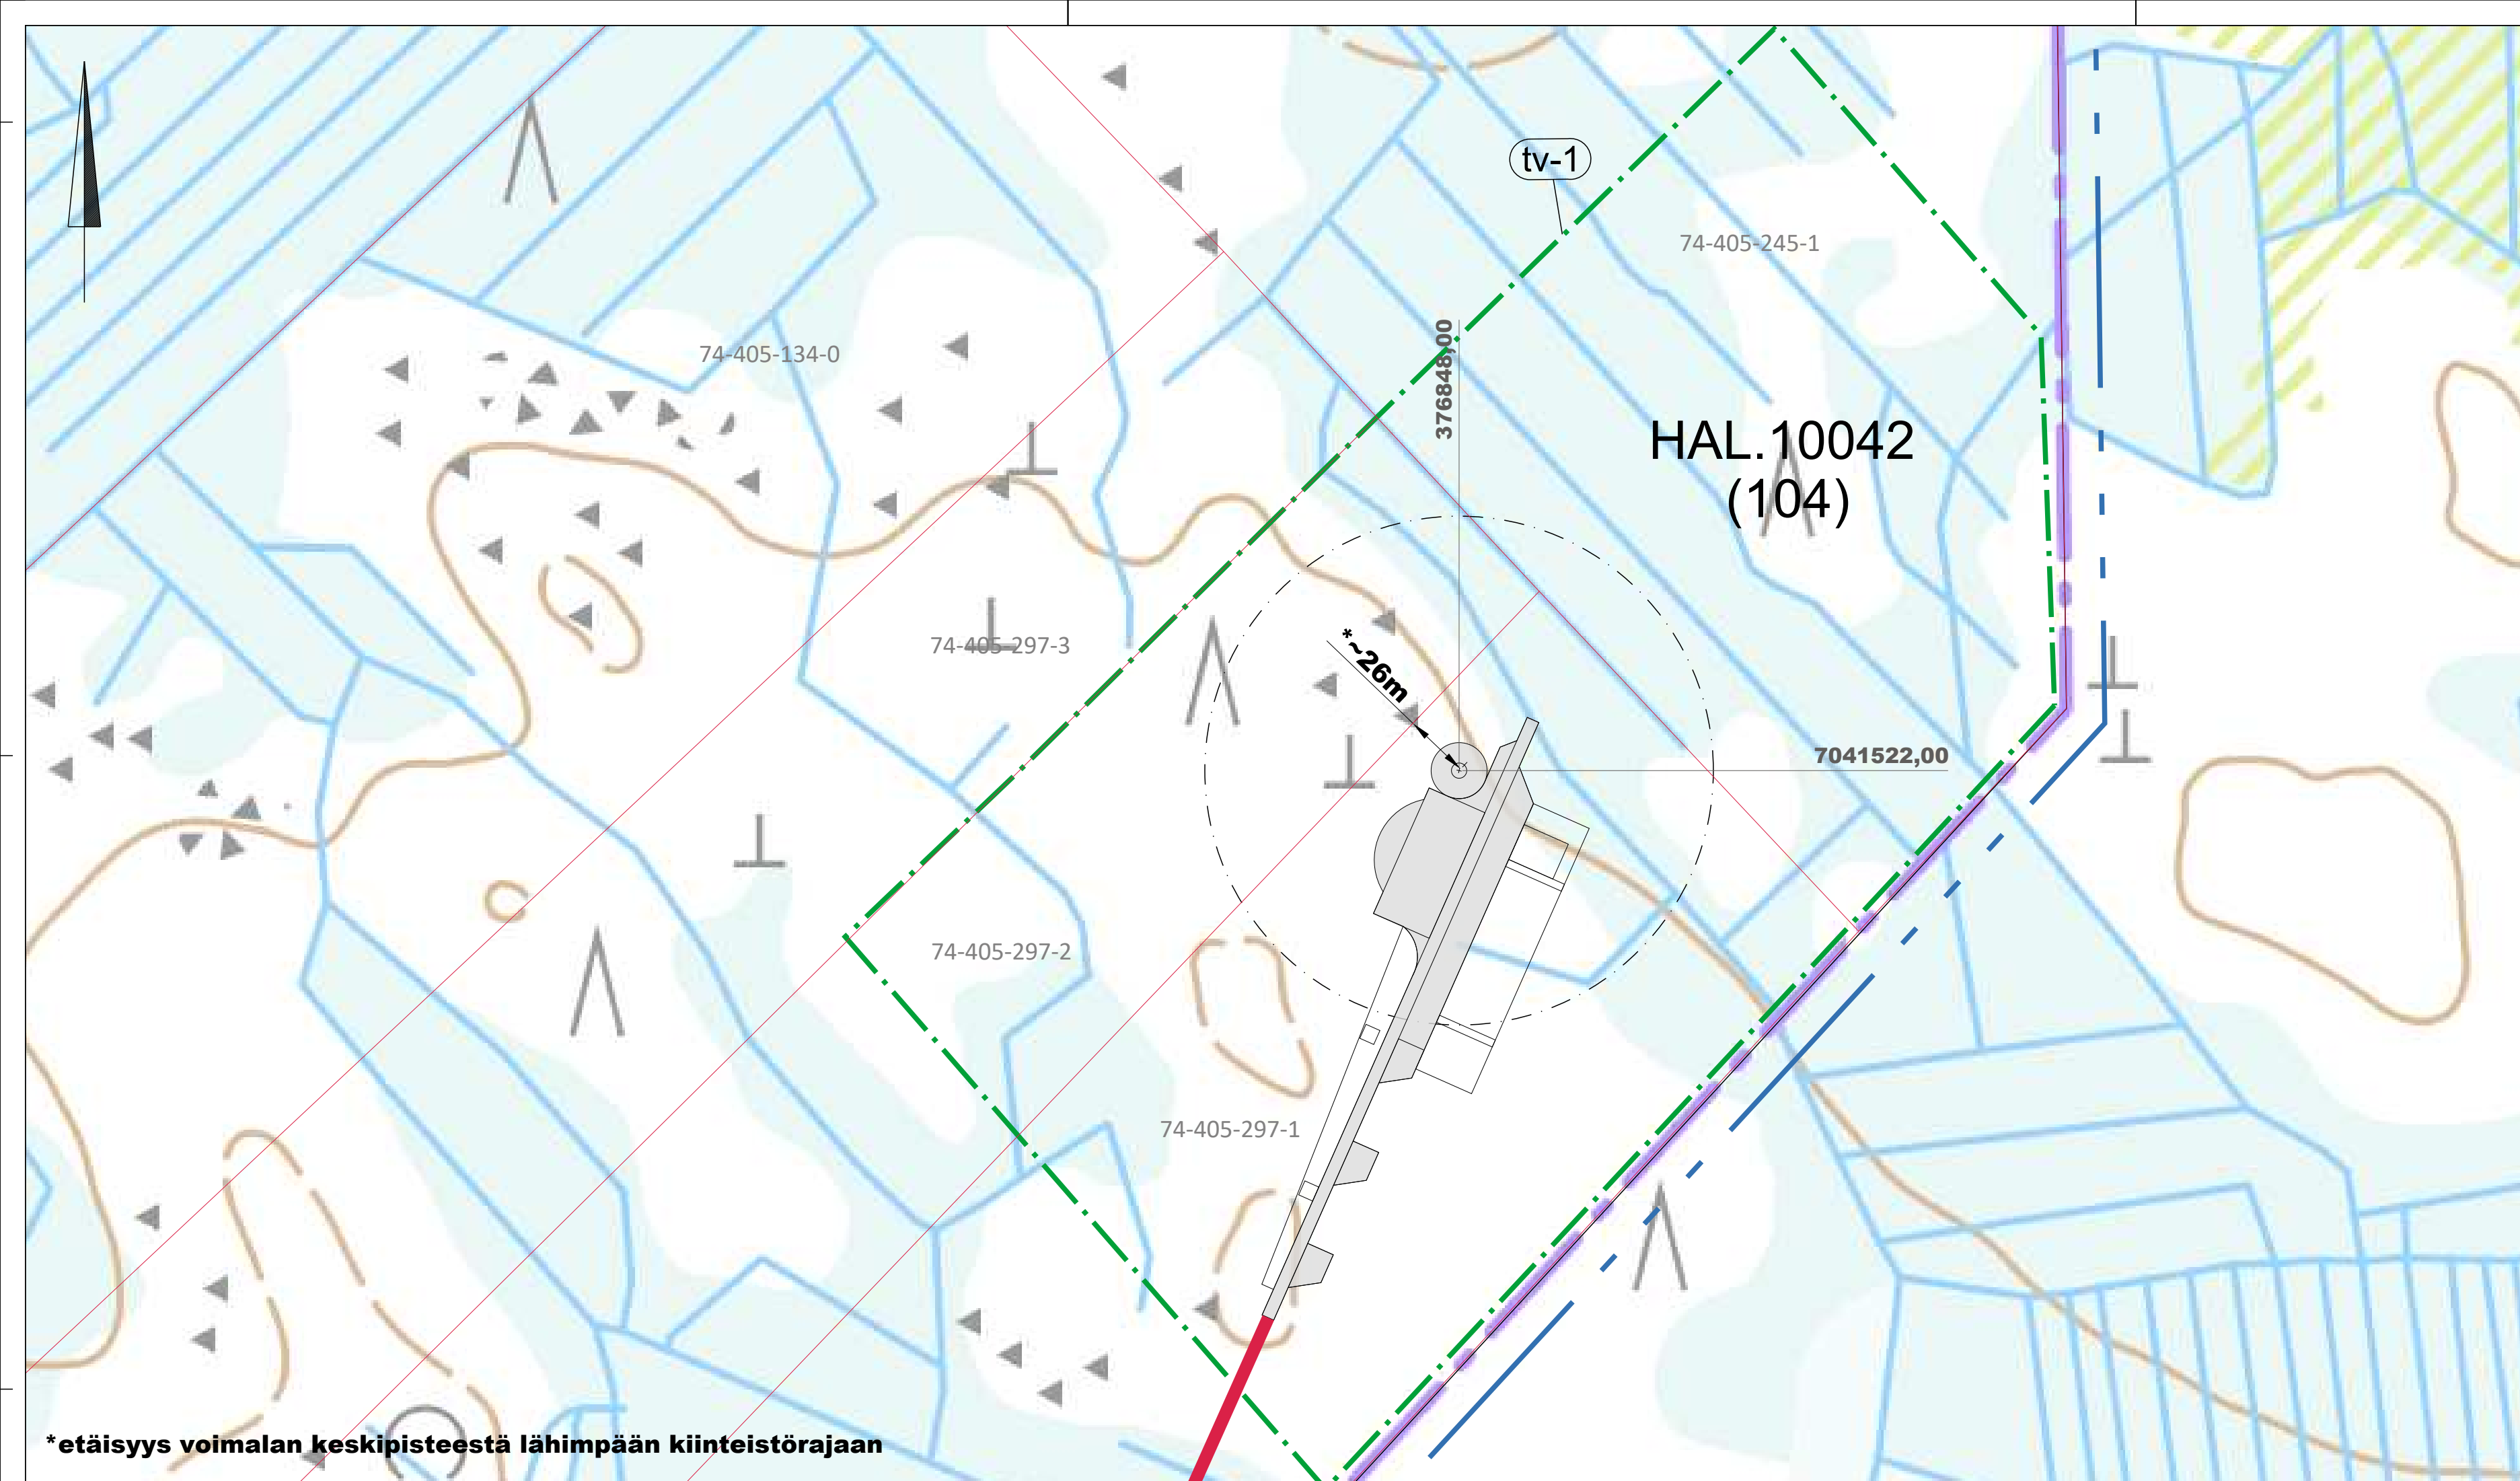 tv-1
74-405-245-1
376848,00
74-405-134-0
HAL.10042
(104)
74-405-297-3
*~26m
7041522,00
74-405-297-2
74-405-297-1
*etäisyys voimalan keskipisteestä lähimpään kiinteistörajaan